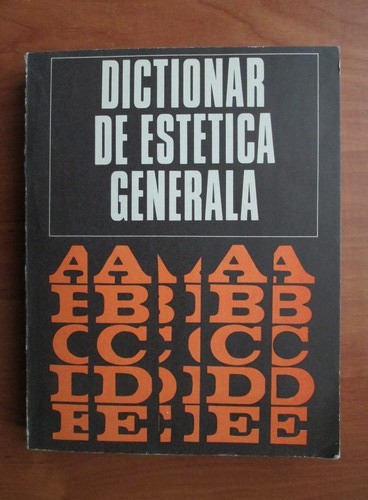 DICTIONAR
DE ESTETICA
GENERALA
A A A A A
B B B B B
C C C C C
D D D D D
E E E E E